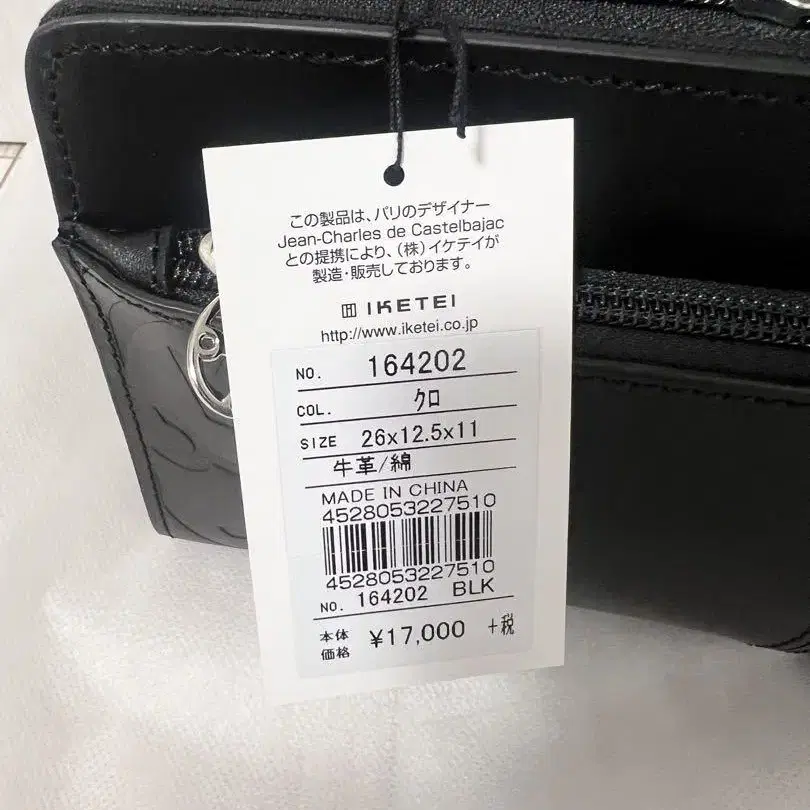 この製品は、パリのデザイナー
Jean-Charles de Castelbajac
との提携により、(株)イケテイが
製造・販売しております。
IKETEI
http://www.iketei.co.jp
NO. 164202
COL. クロ
SIZE 26x12.5x11
牛革/綿
MADE IN CHINA
4528053227510
4528053227510
NO. 164202 BLK
本体価格 ¥17,000 +税